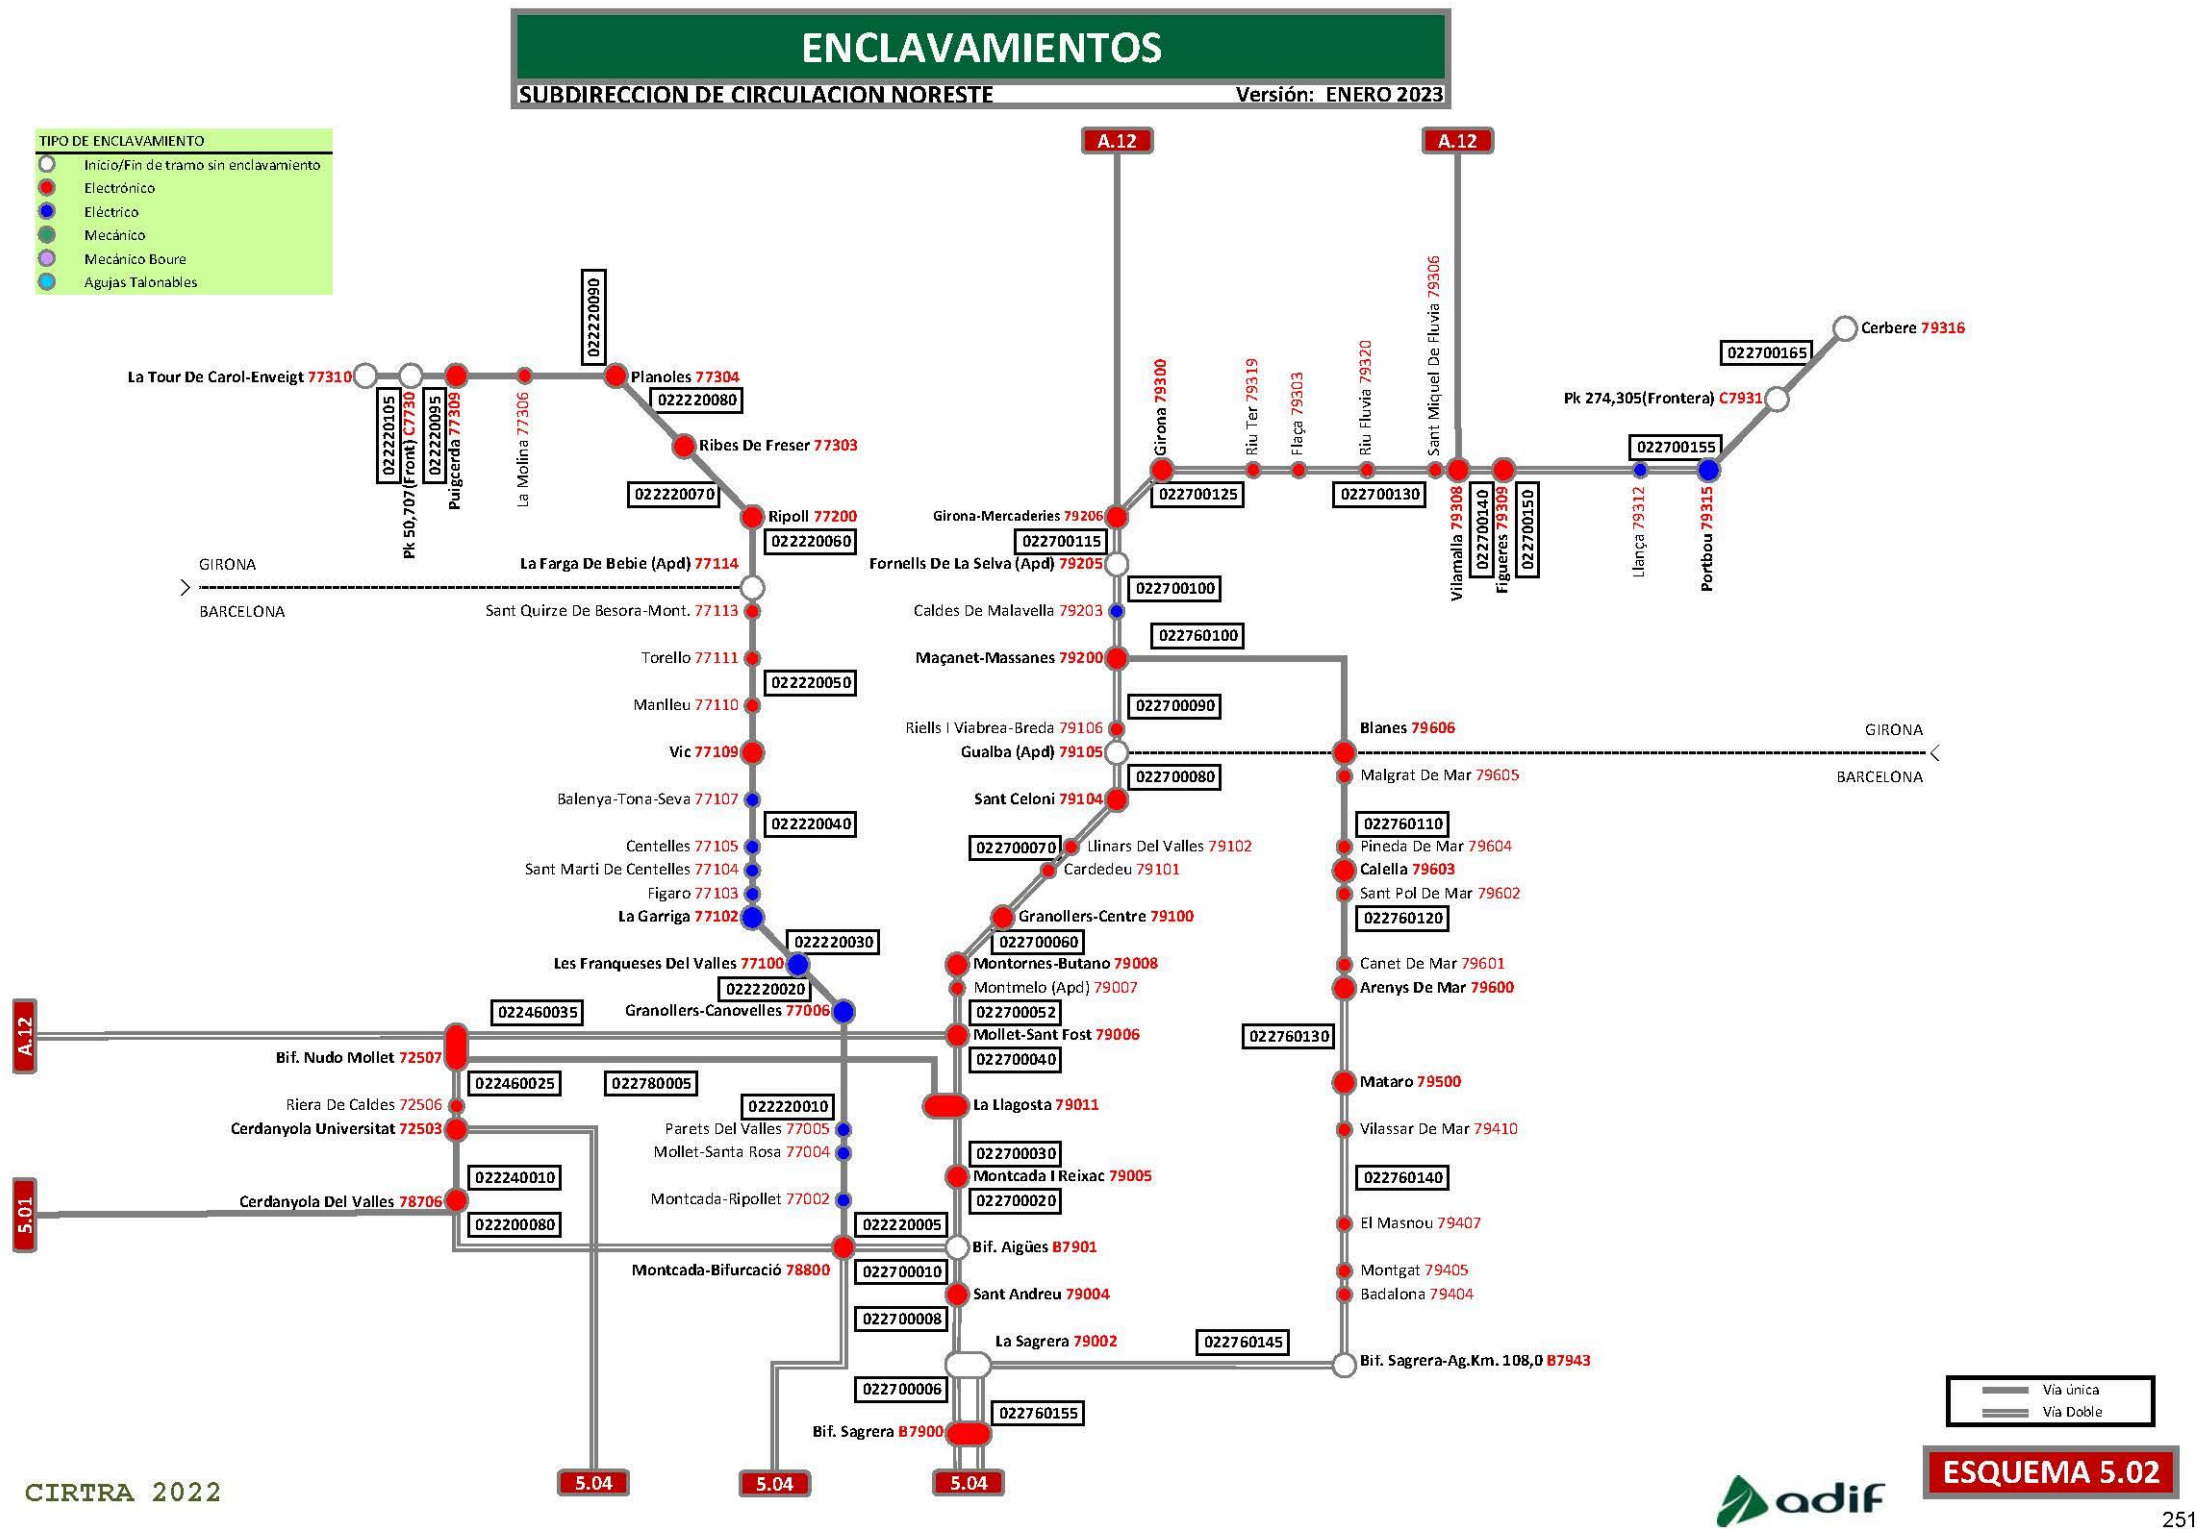 ENCLAVAMIENTOS
SUBDIRECCION DE CIRCULACION NORESTE Versión: ENERO 2023
TIPO DE ENCLAVAMIENTO
Inicio/Fin de tramo sin enclavamiento
Electrónico
Eléctrico
Mecánico
Mecánico Boure
Agujas Talonables
A.12
A.12
La Tour De Carol-Enveigt 77310
022220105
Pk 50,707 (Front) C7730
022220095
Puigcerda 77309
La Molina 77306
022220090
Planoles 77304
022220080
Ribes De Freser 77303
022220070
Ripoll 77200
022220060
La Farga De Bebie (Apd) 77114
GIRONA
BARCELONA
Sant Quirze De Besora-Mont. 77113
Torello 77111
022220050
Manlleu 77110
Vic 77109
Balenya-Tona-Seva 77107
022220040
Centelles 77105
Sant Marti De Centelles 77104
Figaro 77103
La Garriga 77102
022220030
Les Franqueses Del Valles 77100
022220020
Granollers-Canovelles 77006
022220010
Parets Del Valles 77005
Mollet-Santa Rosa 77004
Montcada-Ripollet 77002
022220005
Montcada-Bifurcació 78800
Cerbere 79316
022700165
Pk 274,305(Frontera) C7931
022700155
Portbou 79315
Llança 79312
022700150
Figueres 79309
022700140
Vilamalla 79308
Sant Miquel De Fluvia 79306
022700130
Riu Fluvia 79320
Flaça 79303
Riu Ter 79319
022700125
Girona 79300
Girona-Mercaderies 79206
022700115
Fornells De La Selva (Apd) 79205
022700100
Caldes De Malavella 79203
022760100
Maçanet-Massanes 79200
022700090
Riells I Viabrea-Breda 79106
Gualba (Apd) 79105
022700080
Sant Celoni 79104
022700070
Llinars Del Valles 79102
Cardedeu 79101
Granollers-Centre 79100
022700060
Montornes-Butano 79008
Montmelo (Apd) 79007
022700052
Mollet-Sant Fost 79006
022700040
La Llagosta 79011
022700030
Montcada I Reixac 79005
022700020
Bif. Aigües B7901
022700010
Sant Andreu 79004
022700008
La Sagrera 79002
022700006
022760155
Bif. Sagrera B7900
Blanes 79606
GIRONA
BARCELONA
Malgrat De Mar 79605
022760110
Pineda De Mar 79604
Calella 79603
Sant Pol De Mar 79602
022760120
Canet De Mar 79601
Arenys De Mar 79600
022760130
Mataro 79500
Vilassar De Mar 79410
022760140
El Masnou 79407
Montgat 79405
Badalona 79404
022760145
Bif. Sagrera-Ag.Km. 108,0 B7943
A.12
022460035
Bif. Nudo Mollet 72507
022460025
022780005
Riera De Caldes 72506
Cerdanyola Universitat 72503
022240010
5.01
Cerdanyola Del Valles 78706
022200080
5.04
5.04
5.04
Vía única
Vía Doble
CIRTRA 2022
adif
ESQUEMA 5.02
251